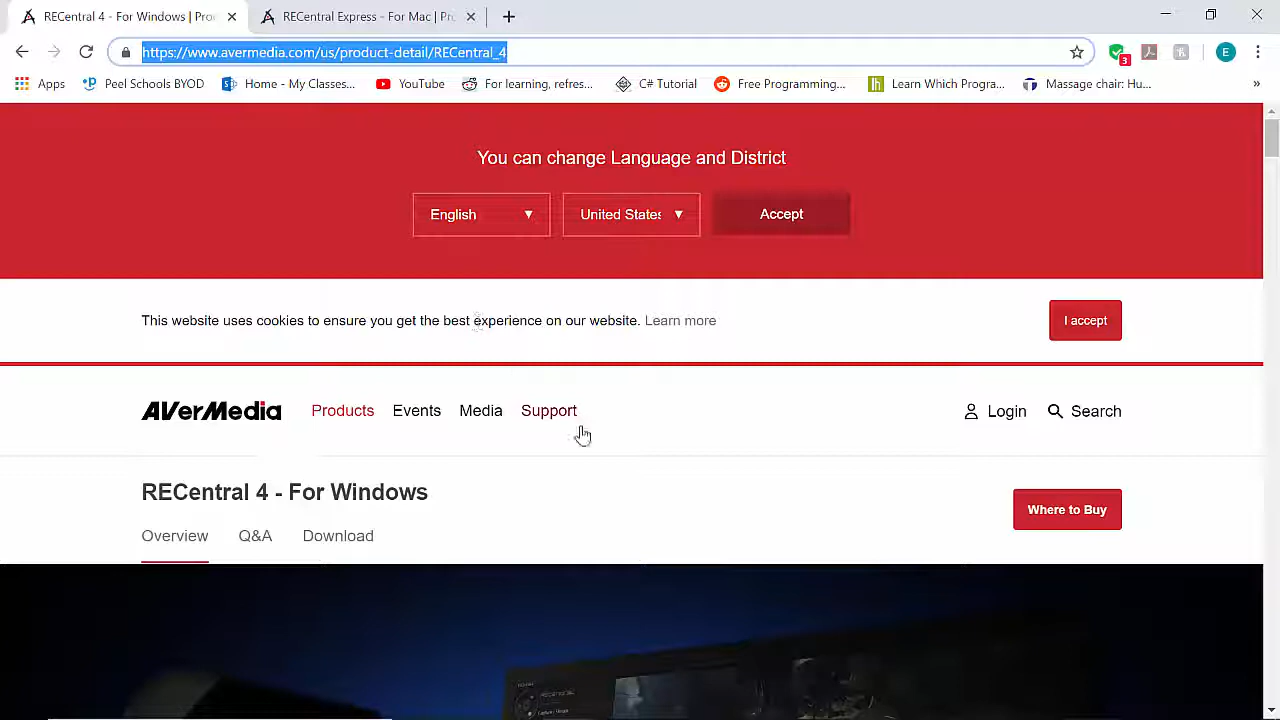 RECentral 4 - For Windows | Pro
RECentral Express - For Mac | Pr
https://www.avermedia.com/us/product-detail/RECentral_4
3
E
Apps
Peel Schools BYOD
Home - My Classes...
YouTube
For learning, refres...
C# Tutorial
Free Programming...
Learn Which Progra...
Massage chair: Hu...
»
You can change Language and District
English
United States
Accept
This website uses cookies to ensure you get the best experience on our website. Learn more
I accept
AVerMedia
Products
Events
Media
Support
Login
Search
RECentral 4 - For Windows
Where to Buy
Overview
Q&A
Download